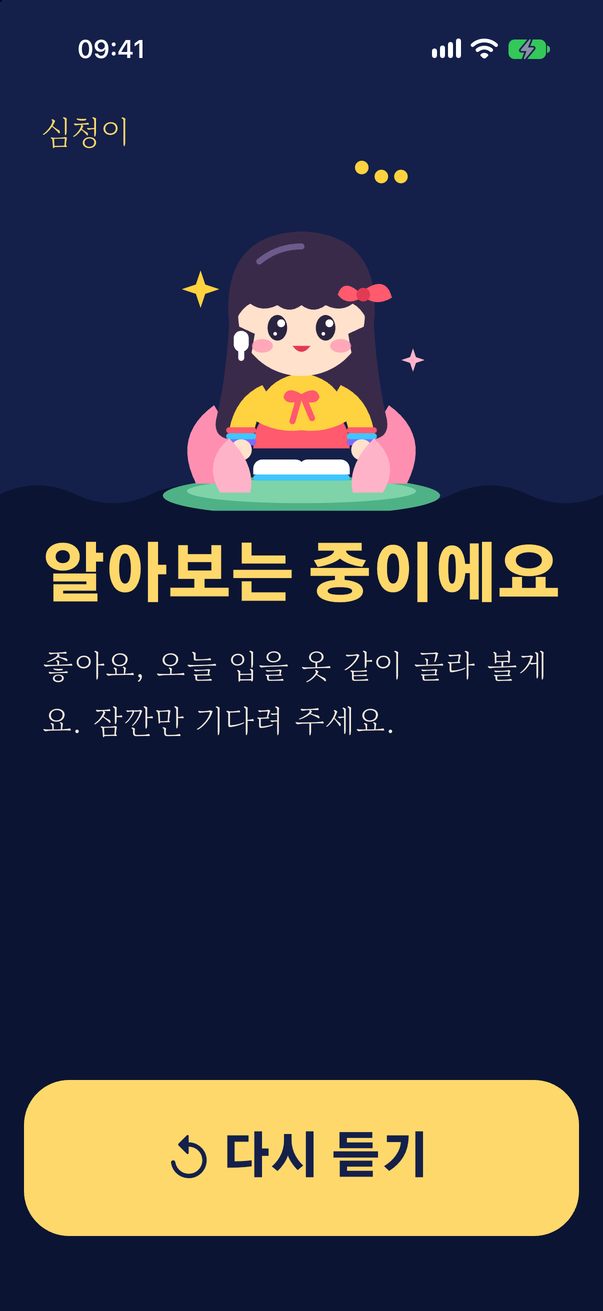 09:41
심청이
알아보는 중이에요
좋아요, 오늘 입을 옷 같이 골라 볼게
요. 잠깐만 기다려 주세요.
다시 듣기